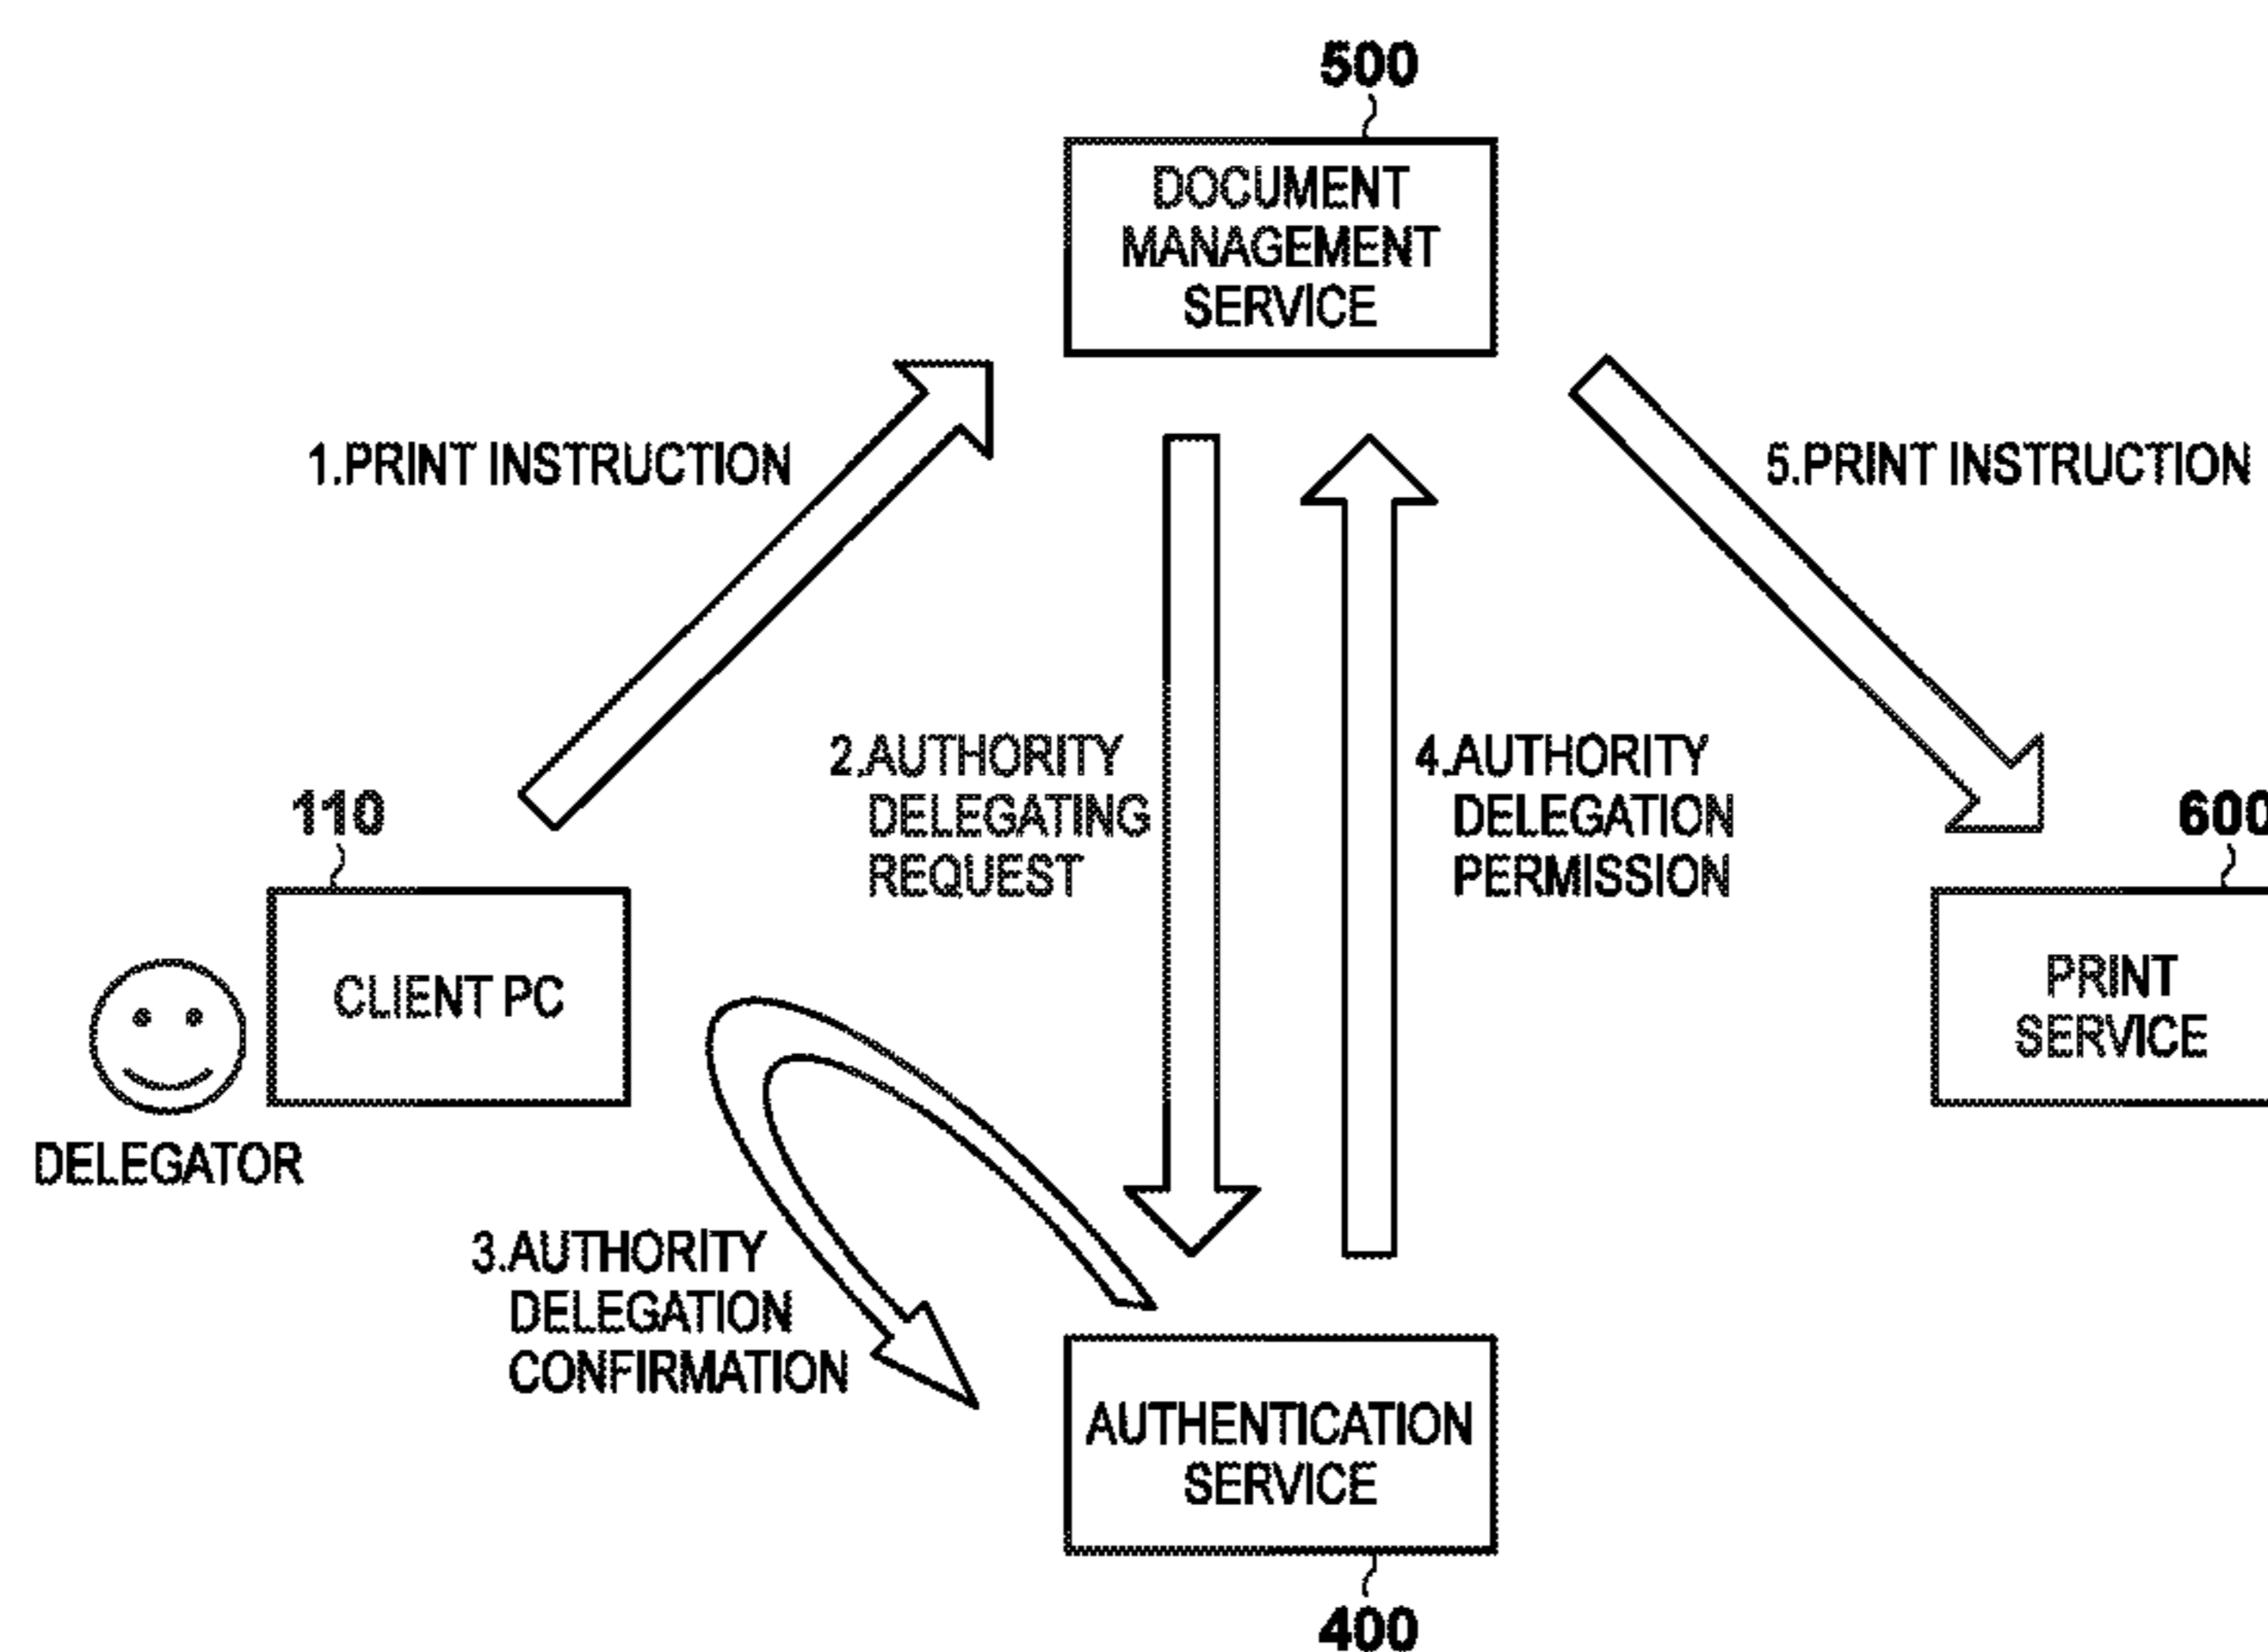 500
DOCUMENT
MANAGEMENT
SERVICE
1.PRINT INSTRUCTION
5.PRINT INSTRUCTION
2.AUTHORITY
DELEGATING
REQUEST
4.AUTHORITY
DELEGATION
PERMISSION
110
CLIENT PC
DELEGATOR
600
PRINT
SERVICE
3.AUTHORITY
DELEGATION
CONFIRMATION
AUTHENTICATION
SERVICE
400